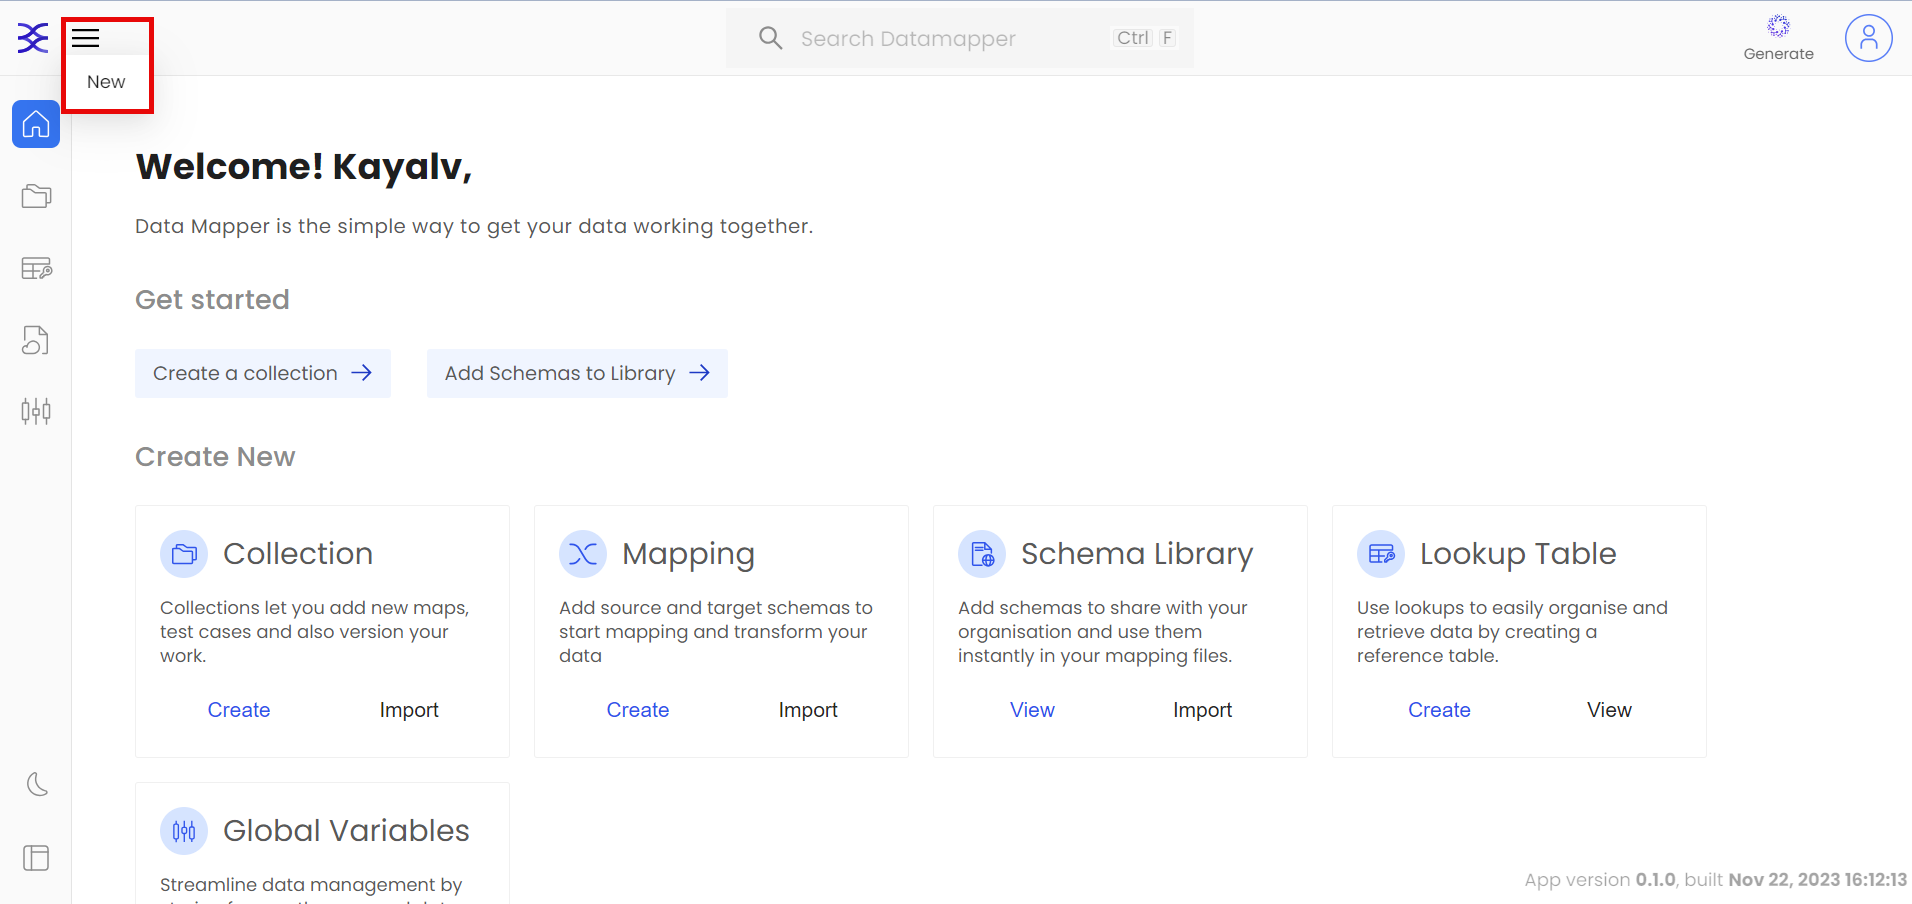 Search Datamapper Ctrl F
Generate
New
Welcome! Kayalv,
Data Mapper is the simple way to get your data working together.
Get started
Create a collection
Add Schemas to Library
Create New
Collection
Collections let you add new maps,
test cases and also version your
work.
Create Import
Mapping
Add source and target schemas to
start mapping and transform your
data
Create Import
Schema Library
Add schemas to share with your
organisation and use them
instantly in your mapping files.
View Import
Lookup Table
Use lookups to easily organise and
retrieve data by creating a
reference table.
Create View
Global Variables
Streamline data management by
App version 0.1.0, built Nov 22, 2023 16:12:13